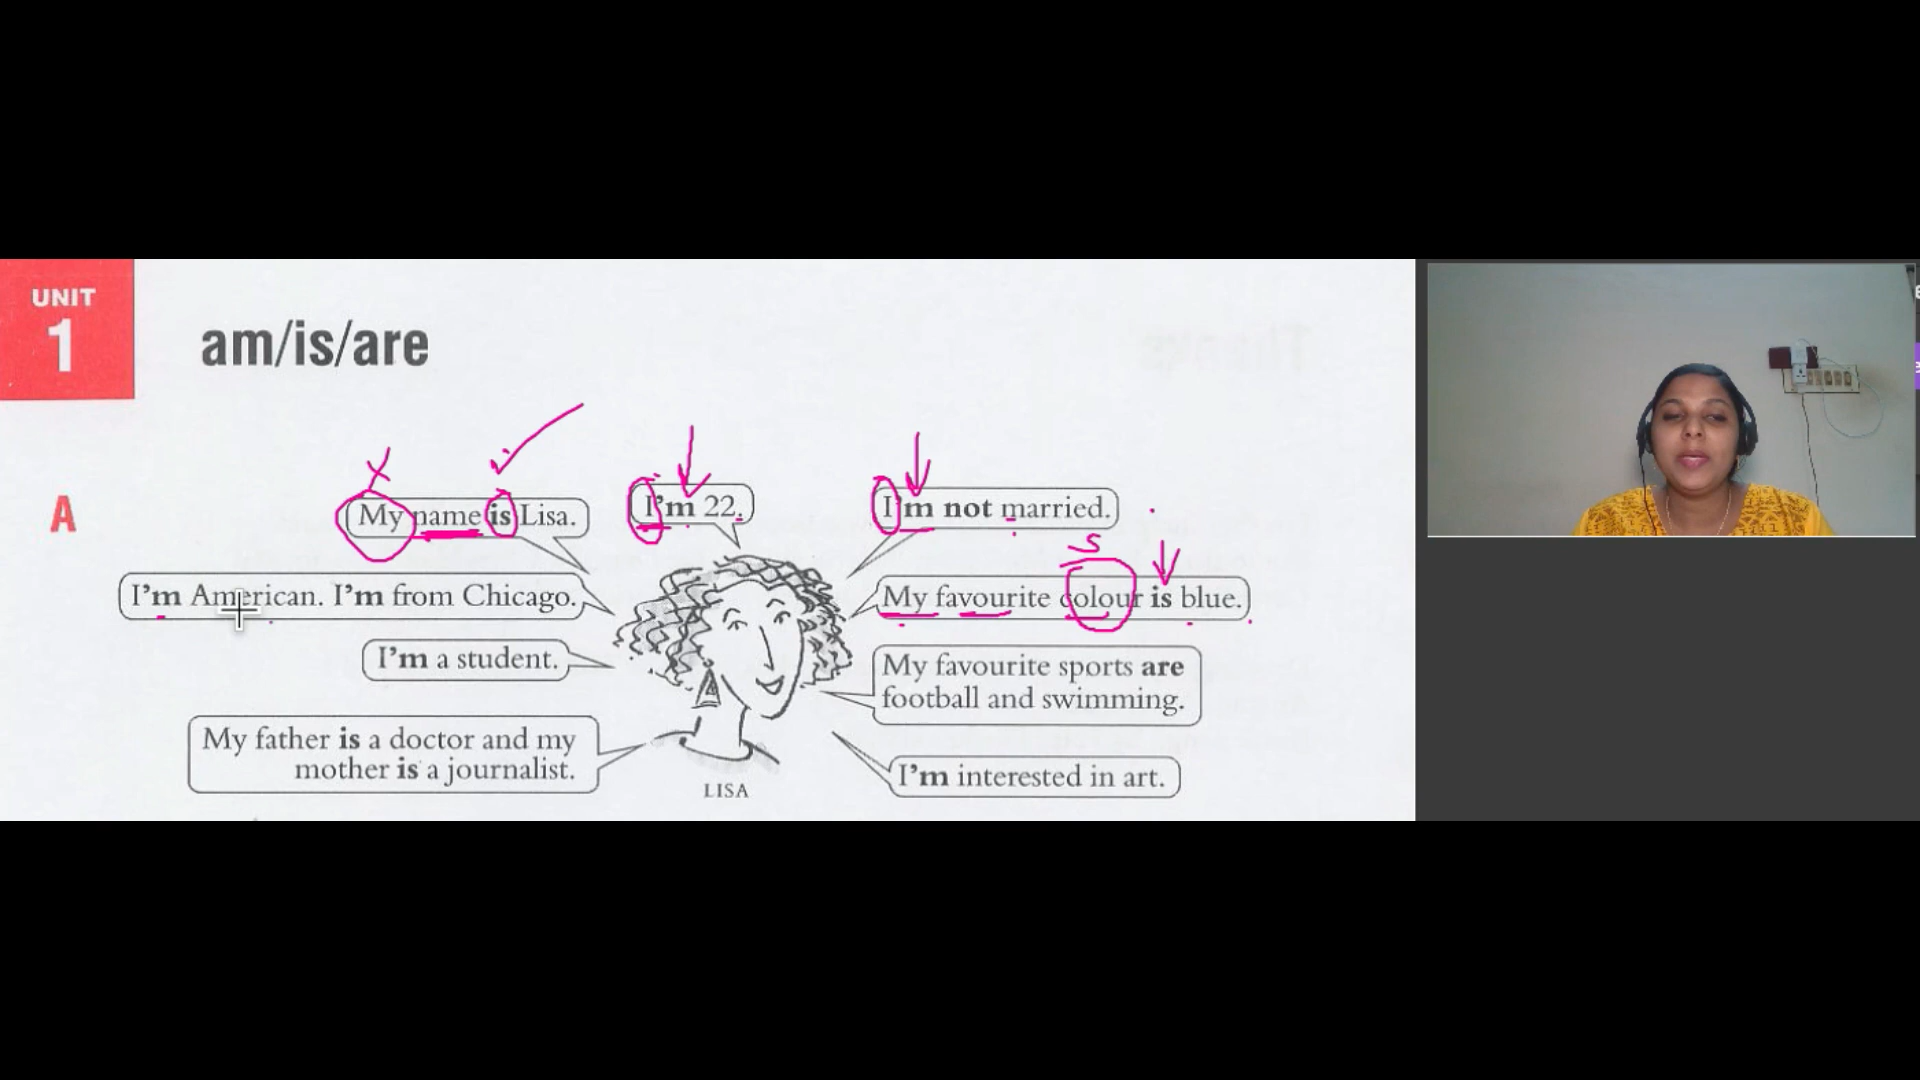 UNIT
1
am/is/are
A
My name is Lisa.
I'm 22.
I'm not married.
S
I'm American. I'm from Chicago.
My favourite colour is blue.
I'm a student.
My favourite sports are
football and swimming.
My father is a doctor and my
mother is a journalist.
I'm interested in art.
LISA